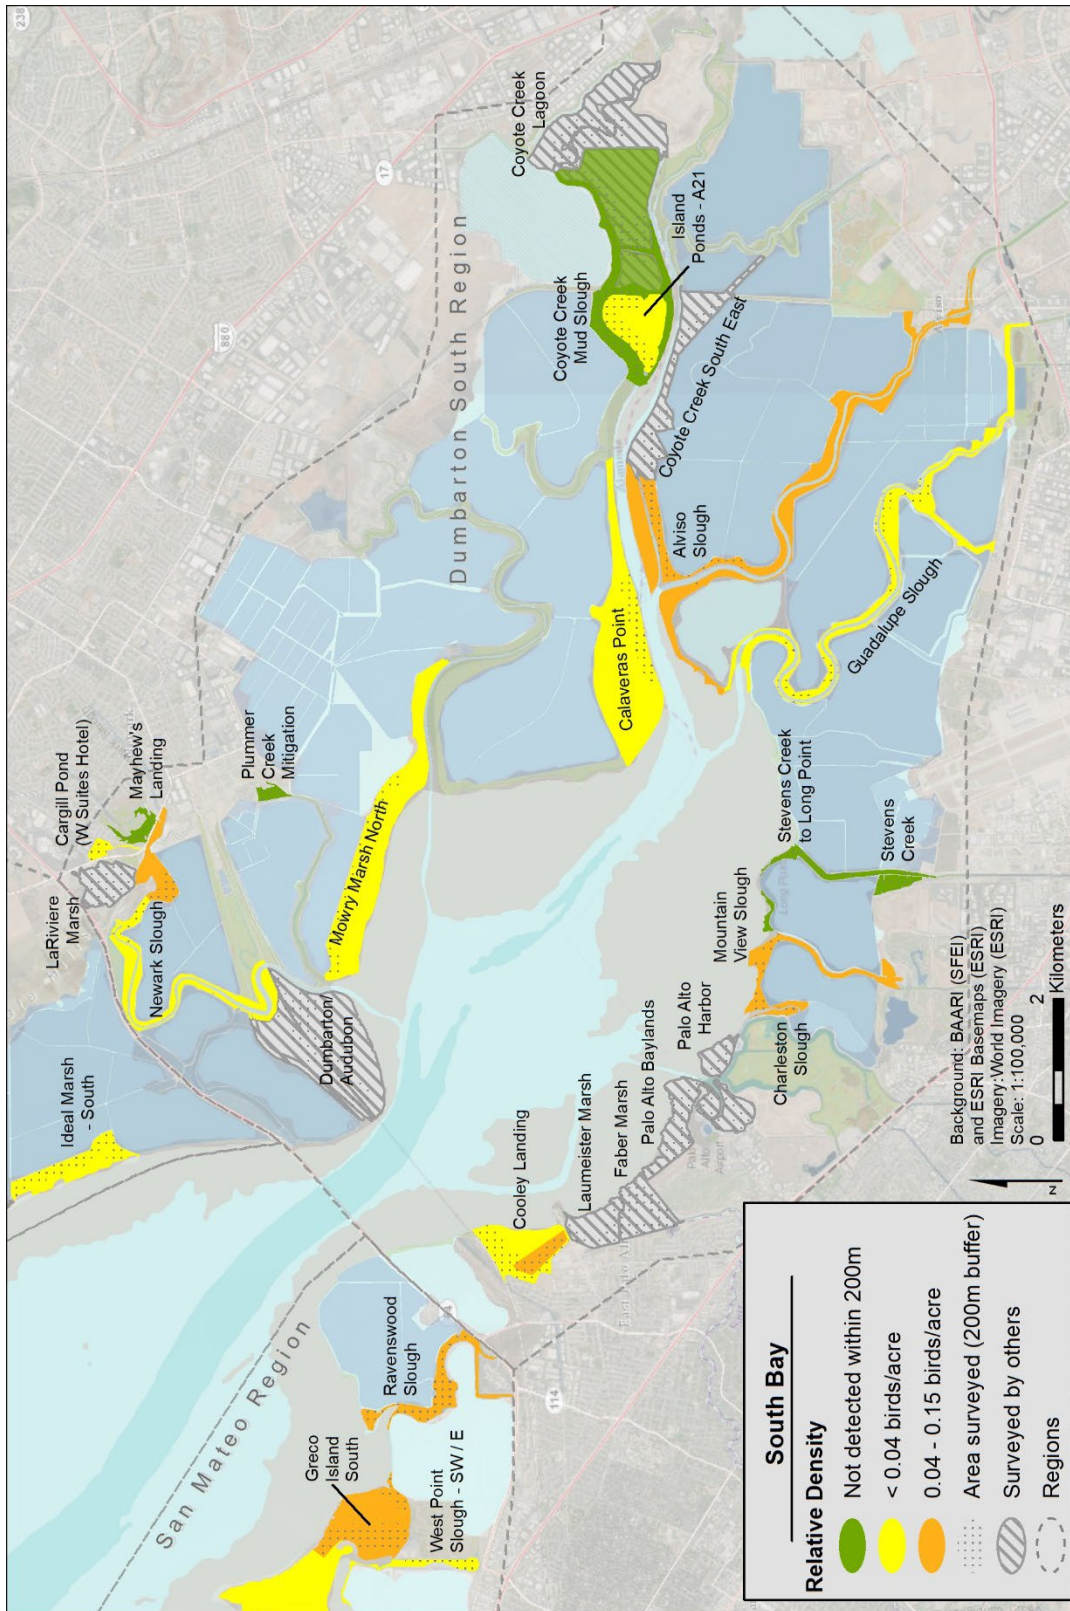 238
17
880
San Mateo Region
Dumbarton South Region
Ideal Marsh
- South
LaRiviere
Marsh
Cargill Pond
(W Suites Hotel)
Mayhew's
Landing
Newark Slough
Plummer
Creek
Mitigation
Dumbarton/
Audubon
Mowry Marsh North
Calaveras Point
Coyote Creek
Mud Slough
Island
Ponds - A21
Coyote Creek
Lagoon
Coyote Creek South East
Alviso
Slough
Guadalupe Slough
Greco
Island
South
West Point
Slough - SW / E
Ravenswood
Slough
Cooley Landing
Laumeister Marsh
Faber Marsh
Palo Alto Baylands
Palo Alto
Harbor
Charleston
Slough
Mountain
View Slough
Stevens Creek
to Long Point
Stevens
Creek
Alviso
114
84
South Bay
Relative Density
Not detected within 200m
< 0.04 birds/acre
0.04 - 0.15 birds/acre
Area surveyed (200m buffer)
Surveyed by others
Regions
Background: BAARI (SFEI)
and ESRI Basemaps (ESRI)
Imagery:World Imagery (ESRI)
Scale: 1:100,000
0 2
Kilometers
N